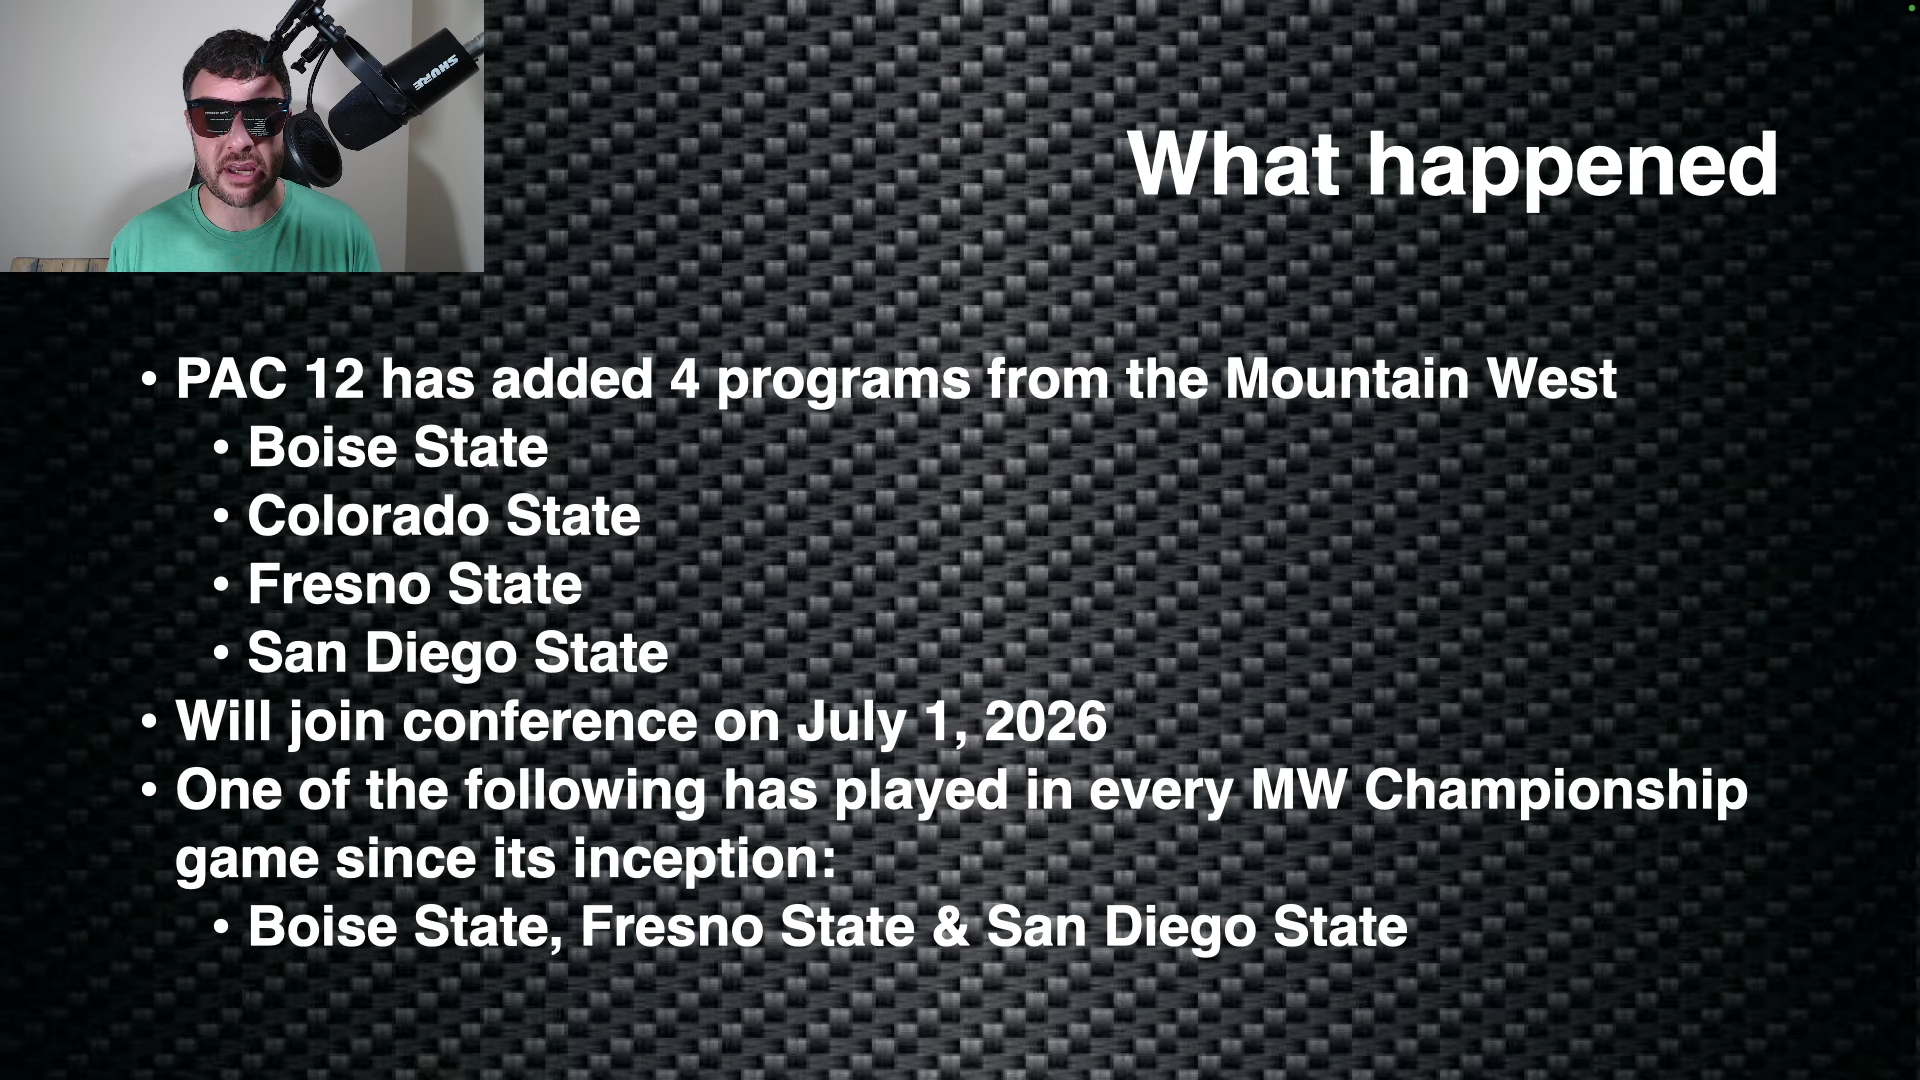 SHURE
What happened
• PAC 12 has added 4 programs from the Mountain West
• Boise State
• Colorado State
• Fresno State
• San Diego State
• Will join conference on July 1, 2026
• One of the following has played in every MW Championship
game since its inception:
• Boise State, Fresno State & San Diego State